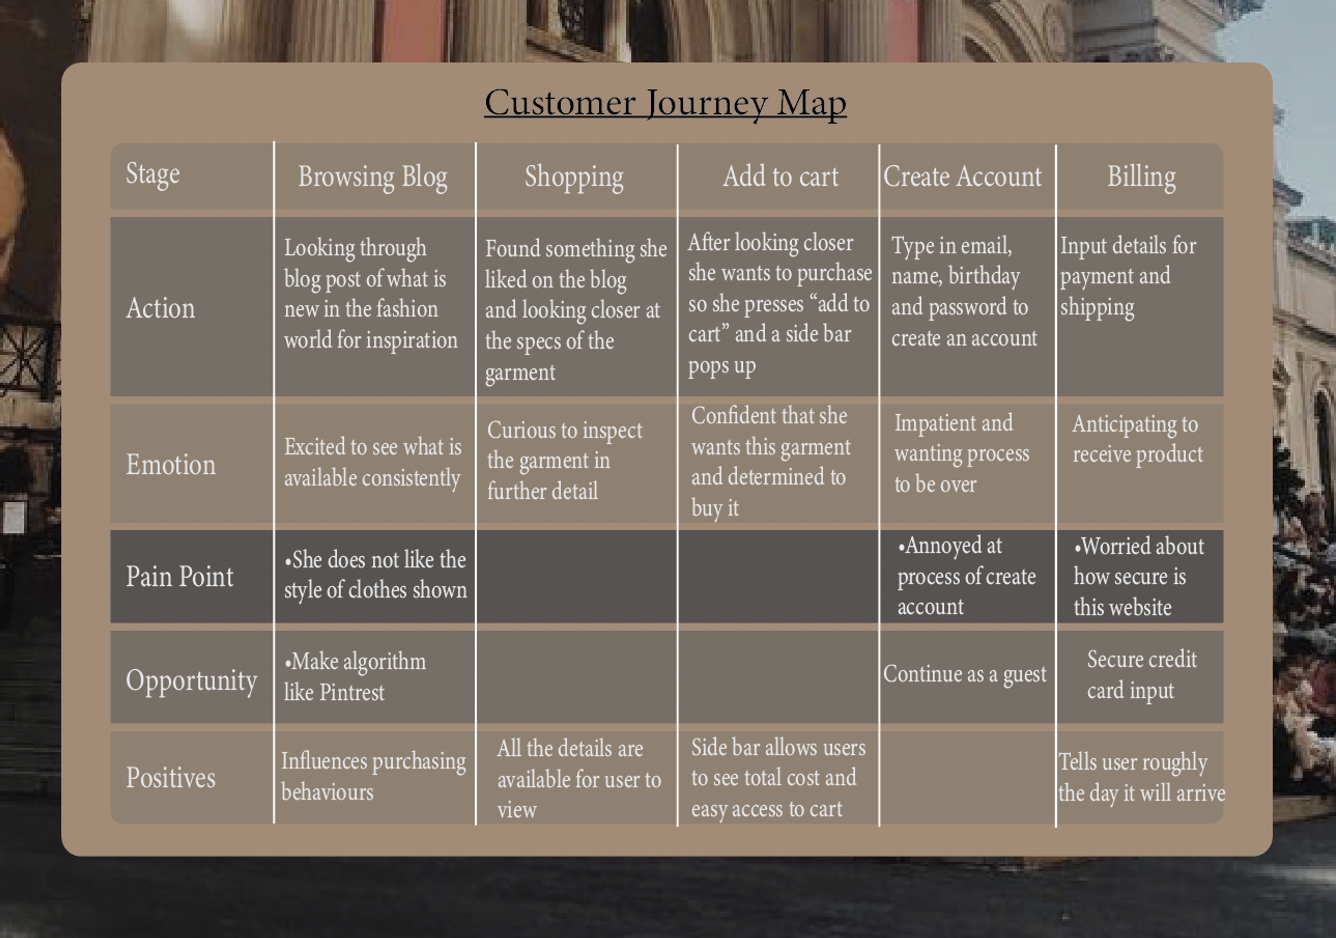 Customer Journey Map
Stage
Browsing Blog
Shopping
Add to cart
Create Account
Billing
Action
Looking through
blog post of what is
new in the fashion
world for inspiration
Found something she
liked on the blog
and looking closer at
the specs of the
garment
After looking closer
she wants to purchase
so she presses “add to
cart” and a side bar
pops up
Type in email,
name, birthday
and password to
create an account
Input details for
payment and
shipping
Emotion
Excited to see what is
available consistently
Curious to inspect
the garment in
further detail
Confident that she
wants this garment
and determined to
buy it
Impatient and
wanting process
to be over
Anticipating to
receive product
Pain Point
•She does not like the
style of clothes shown
•Annoyed at
process of create
account
•Worried about
how secure is
this website
Opportunity
•Make algorithm
like Pintrest
Continue as a guest
Secure credit
card input
Positives
Influences purchasing
behaviours
All the details are
available for user to
view
Side bar allows users
to see total cost and
easy access to cart
Tells user roughly
the day it will arrive